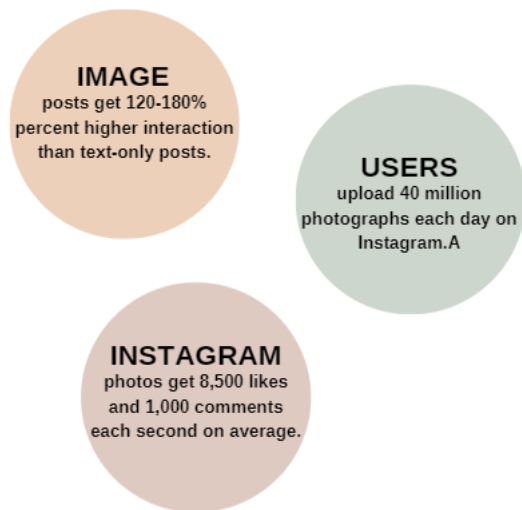 IMAGE
posts get 120-180%
percent higher interaction
than text-only posts.
USERS
upload 40 million
photographs each day on
Instagram.A
INSTAGRAM
photos get 8,500 likes
and 1,000 comments
each second on average.